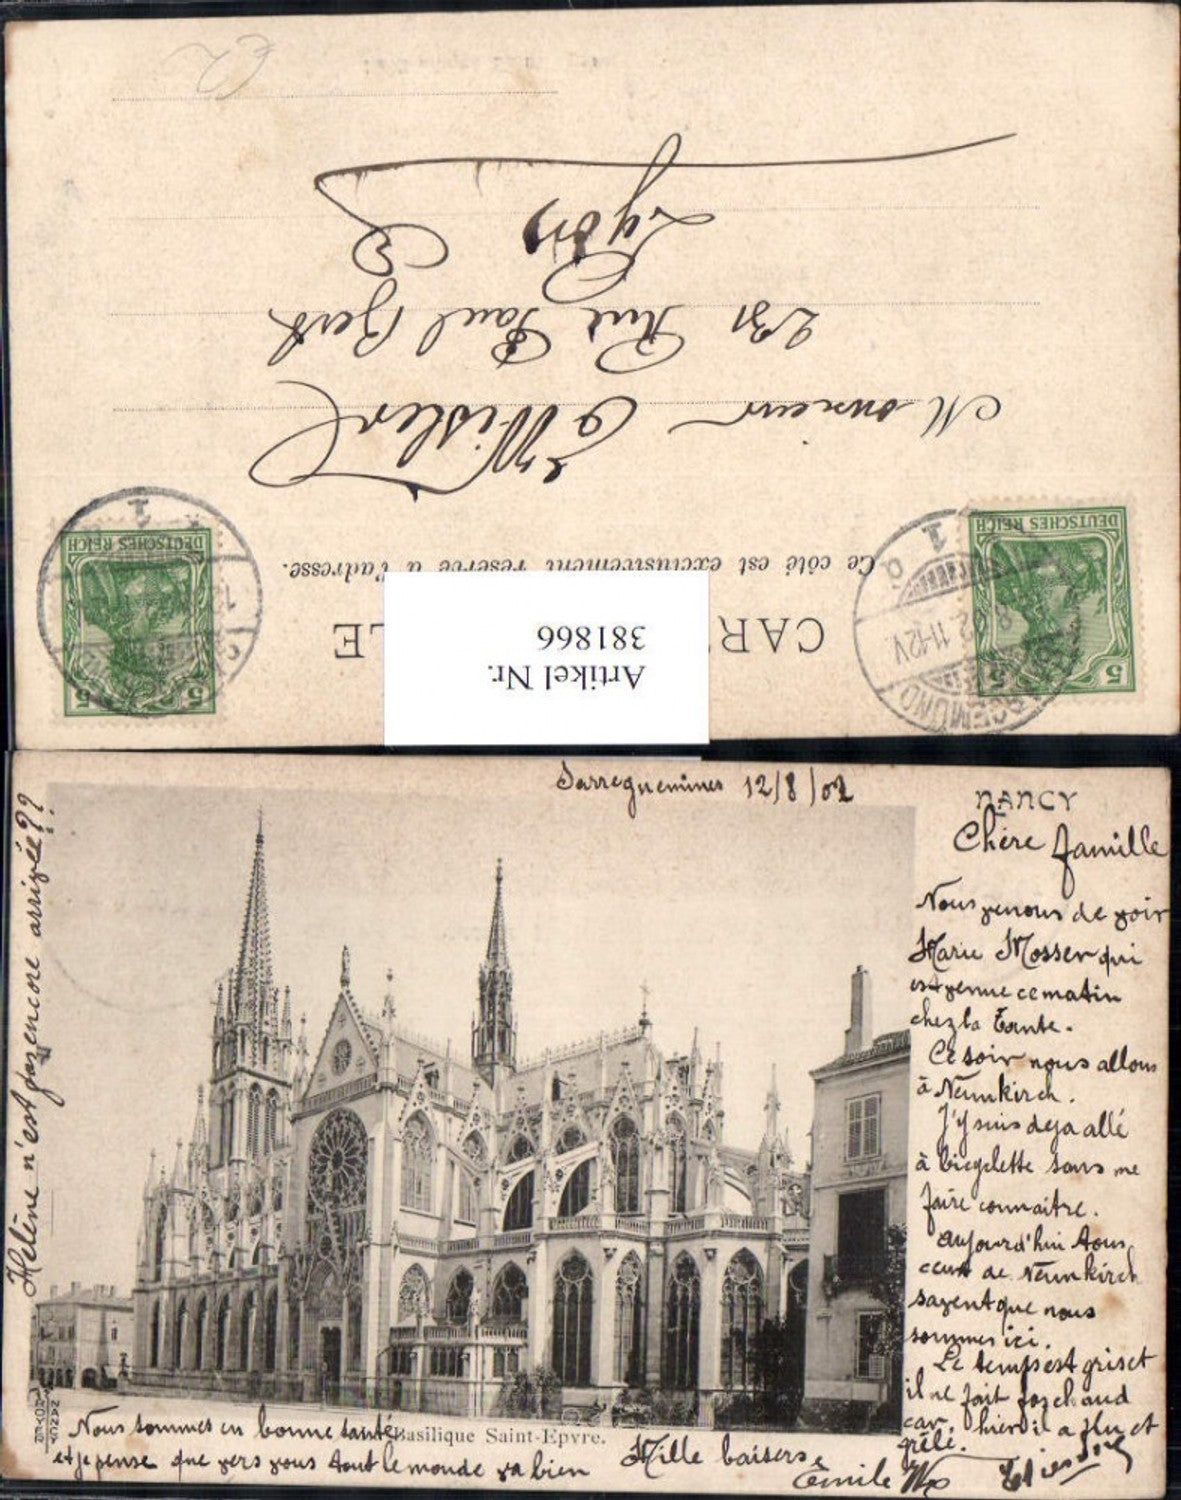 CAR LE
Ce côté est exclusivement réservé à l'adresse.
DEUTSCHES REICH
5
DEUTSCHES REICH
5
Artikel Nr.
381866
Monsieur
231 Rue Paul Bert
Lyon
Sarreguemines 12/8/02
NANCY
Chère famille
Nous venons de voir
Marie Mosser qui
est venue ce matin
chez la Tante.
Ce soir nous allons
à Neunkirch.
J'y suis deja allé
à bicyclette sans me
faire connaitre.
Aujourd'hui tous
ceux de Neunkirch
savent que nous
sommes ici.
Le temps est gris et
il ne fait pas chaud
car hier il a plu et
grêlé.
Hélène n'est pas encore arrivée??
Nous sommes en bonne santé
et je pense que vers vous tout le monde va bien
Basilique Saint-Epvre.
Mille baisers
Emile